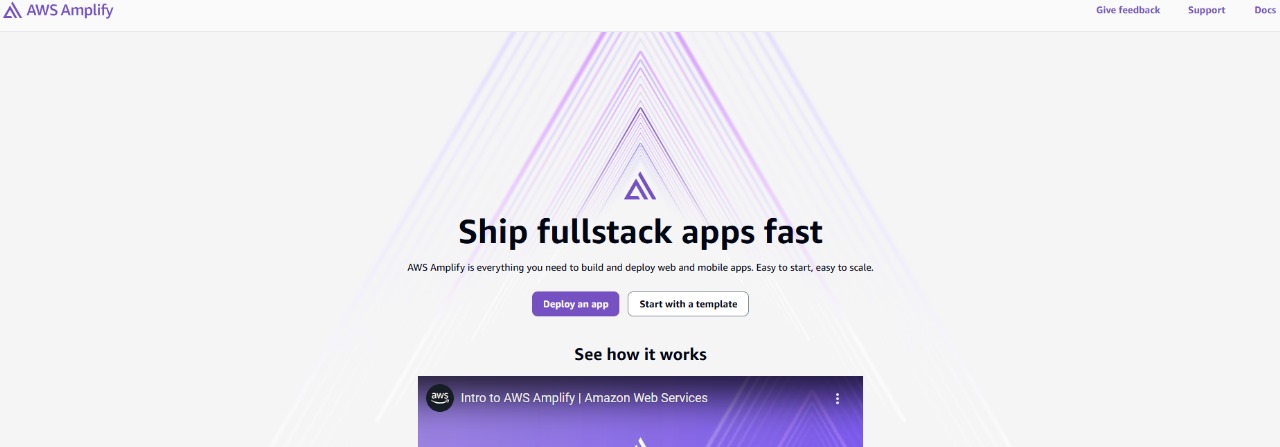 AWS Amplify
Give feedback
Support
Docs
Ship fullstack apps fast
AWS Amplify is everything you need to build and deploy web and mobile apps. Easy to start, easy to scale.
Deploy an app
Start with a template
See how it works
aws
Intro to AWS Amplify | Amazon Web Services